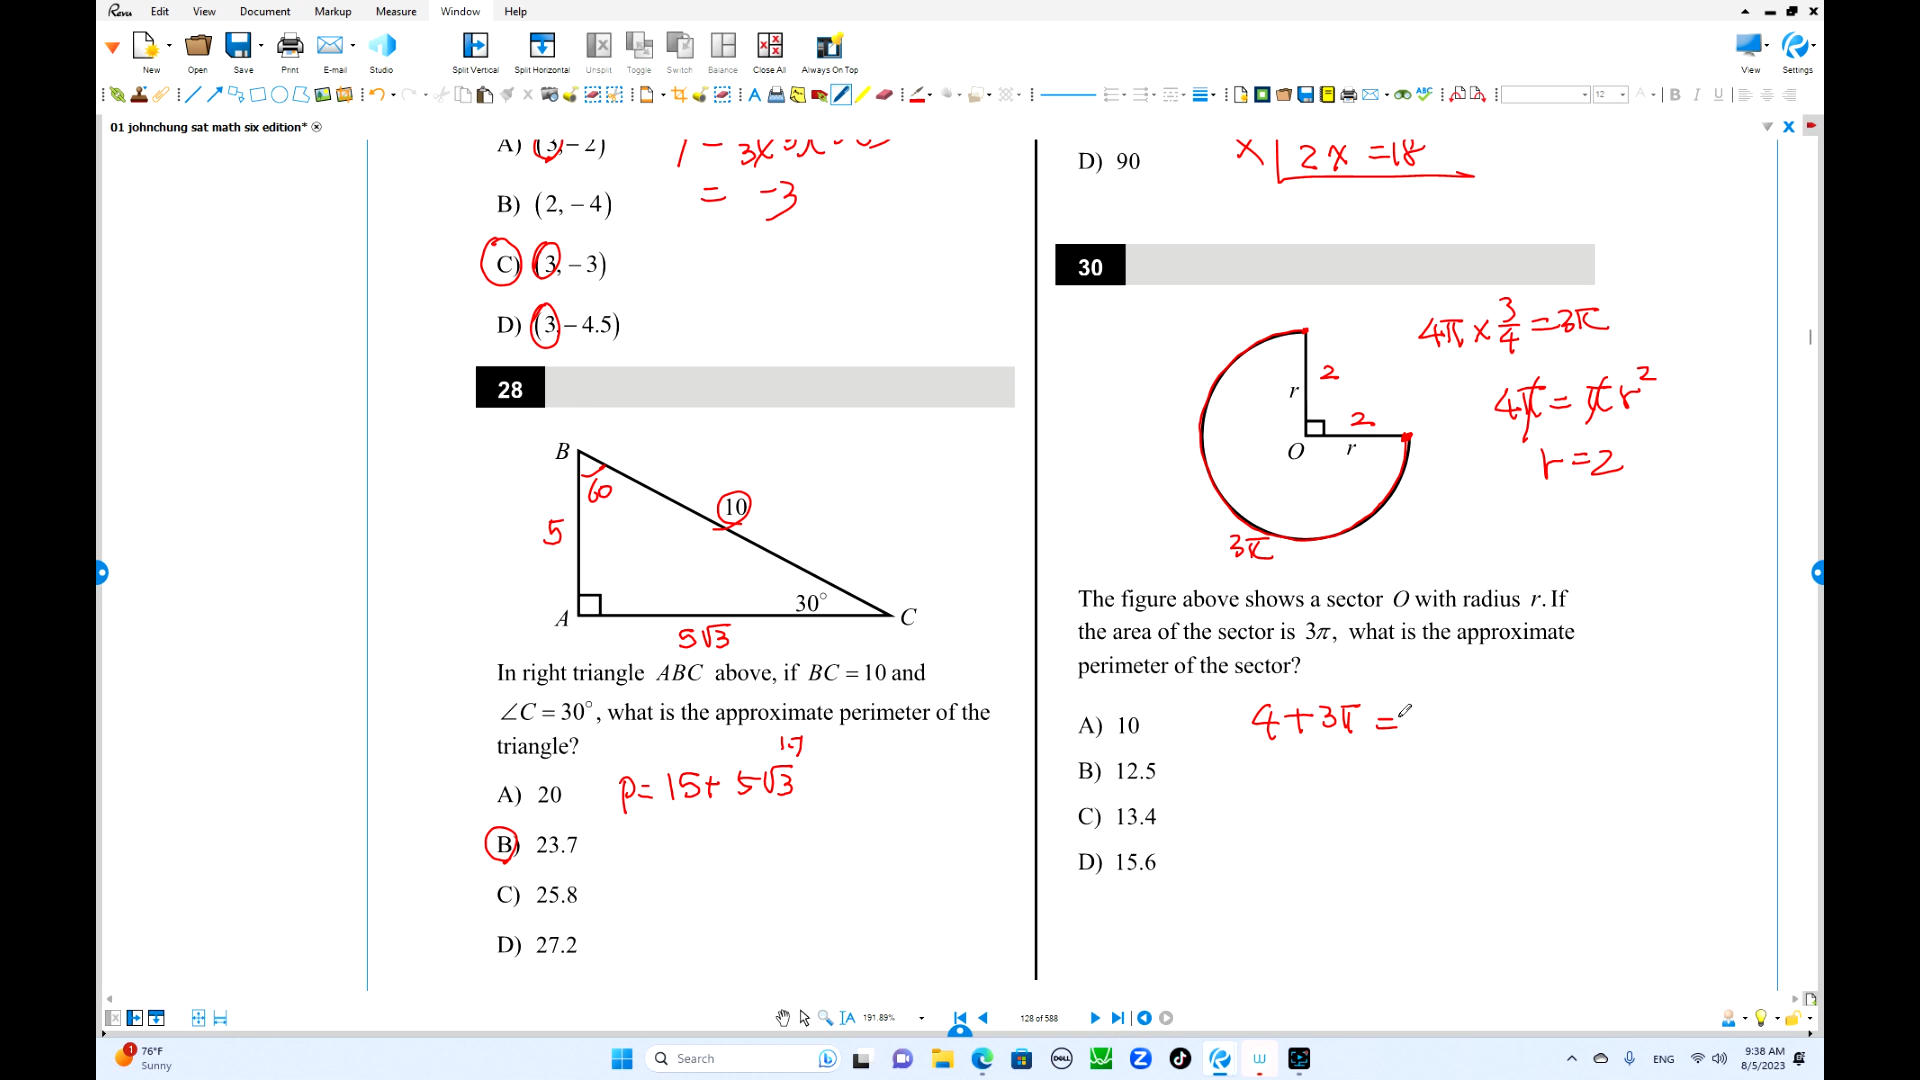 Revu Edit View Document Markup Measure Window Help
New Open Save Print E-mail Studio Split Vertical Split Horizontal Unsplit Toggle Switch Balance Close All Always On Top View Settings
12
01 johnchung sat math six edition*
A) (3, − 2)
= −3
B) (2, − 4)
C) (3, − 3)
D) (3, − 4.5)
28
B
60
10
5
30°
A
C
5√3
In right triangle ABC above, if BC = 10 and
∠C = 30°, what is the approximate perimeter of the
triangle?
1.7
A) 20
p= 15+ 5√3
B) 23.7
C) 25.8
D) 27.2
D) 90
x 2x = 18
30
4π × 3/4 = 3π
2
r
4π = πr²
2
O
r
r = 2
3π
The figure above shows a sector O with radius r. If
the area of the sector is 3π, what is the approximate
perimeter of the sector?
A) 10
4 + 3π =
B) 12.5
C) 13.4
D) 15.6
191.89%
128 of 588
1
76°F
Sunny
Search
DELL
Z
W
ENG
9:38 AM
8/5/2023